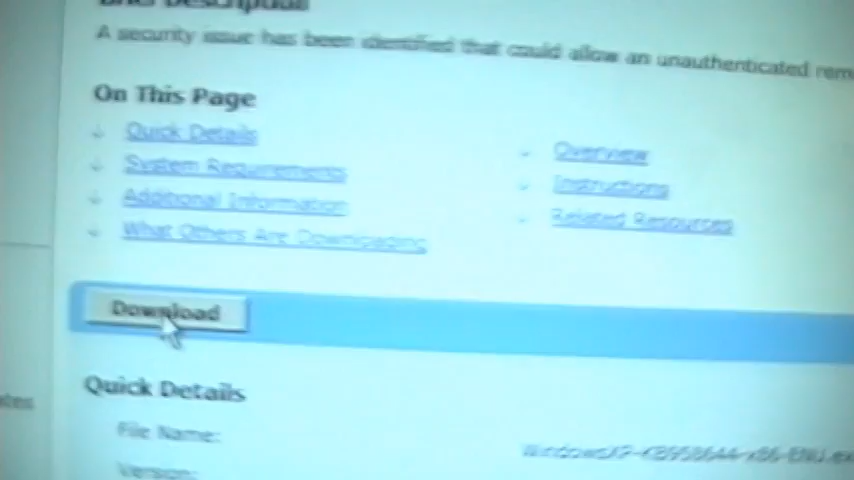 Brief Description
A security issue has been identified that could allow an unauthenticated rem
On This Page
Quick Details
Overview
System Requirements
Instructions
Additional Information
Related Resources
What Others Are Downloading
Download
Quick Details
File Name:
WindowsXP-KB958644-x86-ENU.ex
Version: